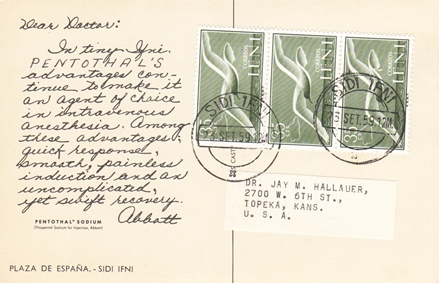 Dear Doctor:
In tiny Ifni
PENTOTHAL'S
advantages con-
tinue to make it
an agent of choice
in intravenous
anesthesia. Among
these advantages:
quick response,
smooth, painless
induction and an
uncomplicated,
yet swift recovery.
Abbott
PENTOTHAL® SODIUM
(Thiopental Sodium for Injection, Abbott)
PLAZA DE ESPAÑA. - SIDI IFNI
CORREOS
IFNI
CORREOS
IFNI
CORREOS
IFNI
SIDI IFNI
SET.59.12M
SIDI IFNI
SET.59.12M
DR. JAY M. HALLAUER,
2700 W. 6TH ST.,
TOPEKA, KANS.
U. S. A.